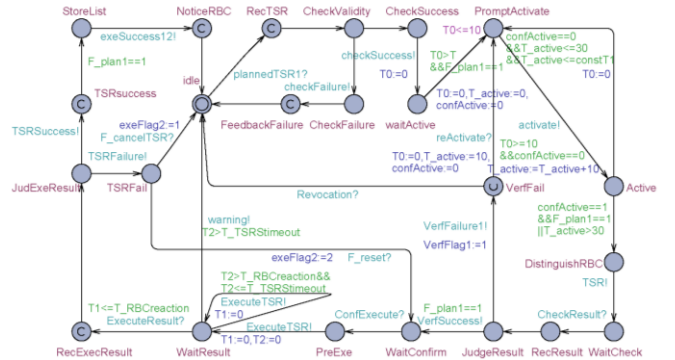 StoreList
NoticeRBC
RecTSR
CheckValidity
CheckSuccess
PromptActivate
exeSuccess12!
T0<=10
confActive==0
&&T_active<=30
&&T_active<=constT1
F_plan1==1
idle
plannedTSR1?
checkSuccess!
T0:=0
T0>T
&&F_plan1==1
T0:=0
checkFailure!
TSRsuccess
exeFlag2:=1
F_cancelTSR?
FeedbackFailure
CheckFailure
waitActive
T0:=0,T_active:=0,
confActive:=0
TSRSuccess!
TSRFailure!
reActivate?
activate!
T0:=0,T_active:=10,
confActive:=0
T0>=10
&&confActive==0
T_active:=T_active+10
JudExeResult
TSRFail
Revocation?
VerfFail
Active
warning!
T2>T_TSRStimeout
VerfFailure1!
VerfFlag1:=1
confActive==1
&&F_plan1==1
||T_active>30
exeFlag2:=2
F_reset?
DistinguishRBC
T2>T_RBCreaction&&
T2<=T_TSRStimeout
TSR!
T1<=T_RBCreaction
ExecuteResult?
ExecuteTSR!
T1:=0
ExecuteTSR!
T1:=0,T2:=0
ConfExecute?
F_plan1==1
VerfSuccess!
CheckResult?
RecExecResult
WaitResult
PreExe
WaitConfirm
JudgeResult
RecResult
WaitCheck